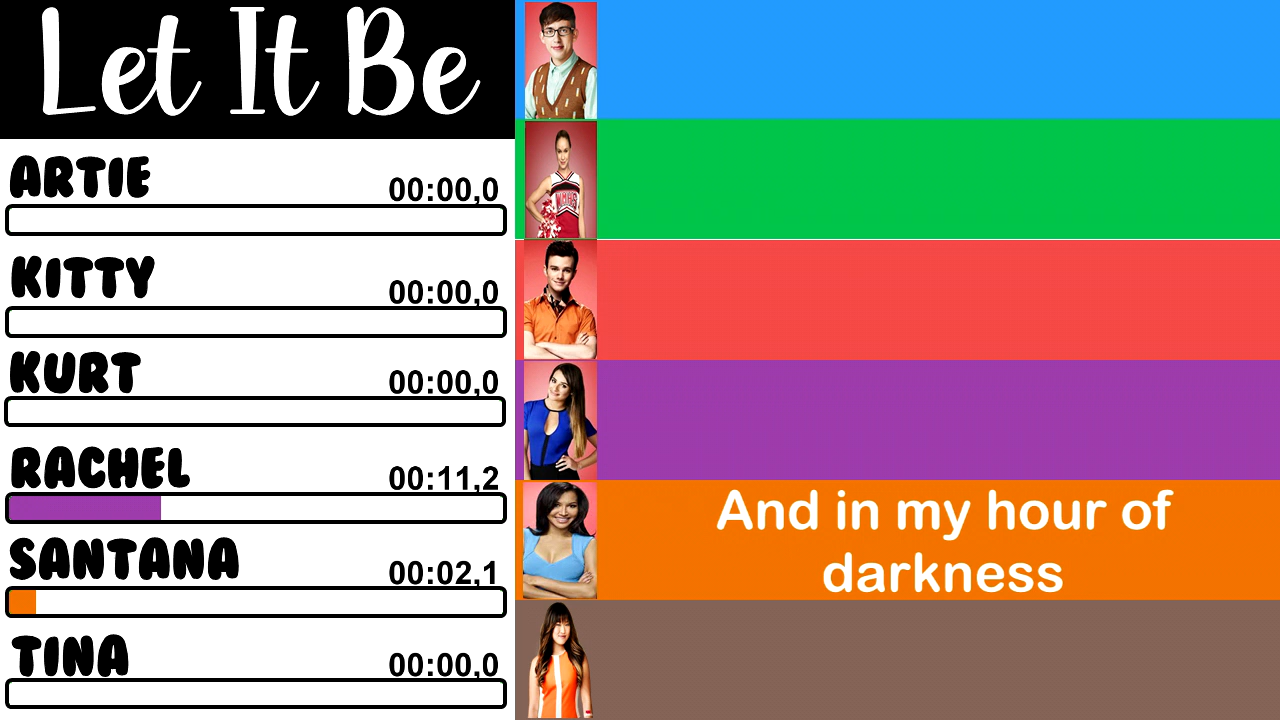 Let It Be
ARTIE
00:00,0
KITTY
00:00,0
KURT
00:00,0
RACHEL
00:11,2
SANTANA
00:02,1
TINA
00:00,0
And in my hour of
darkness